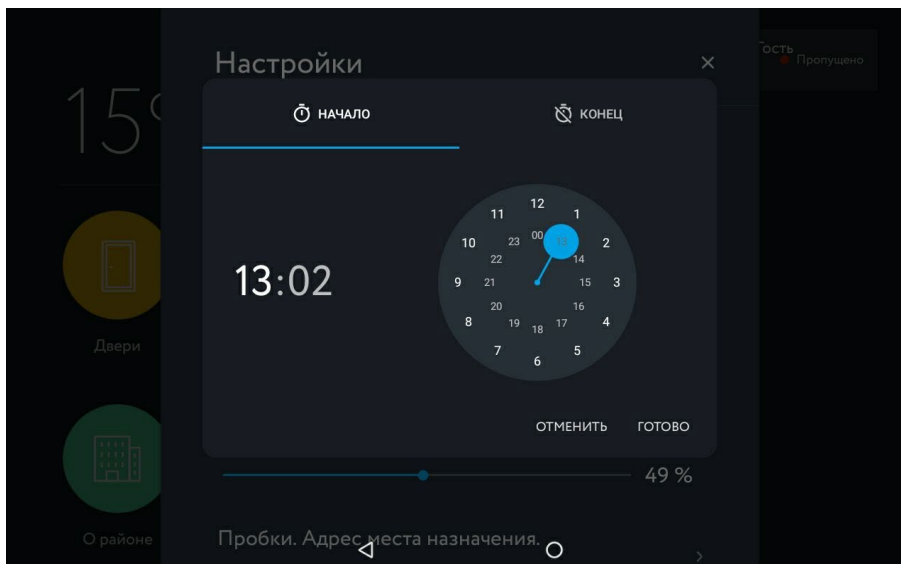 Настройки
Гость
Пропущено
15°
НАЧАЛО
КОНЕЦ
12
11
1
00
23
13
10
2
22
14
13:02
9
21
15
3
20
16
8
19
17
4
18
7
5
6
Двери
ОТМЕНИТЬ
ГОТОВО
49 %
О районе
Пробки. Адрес места назначения.